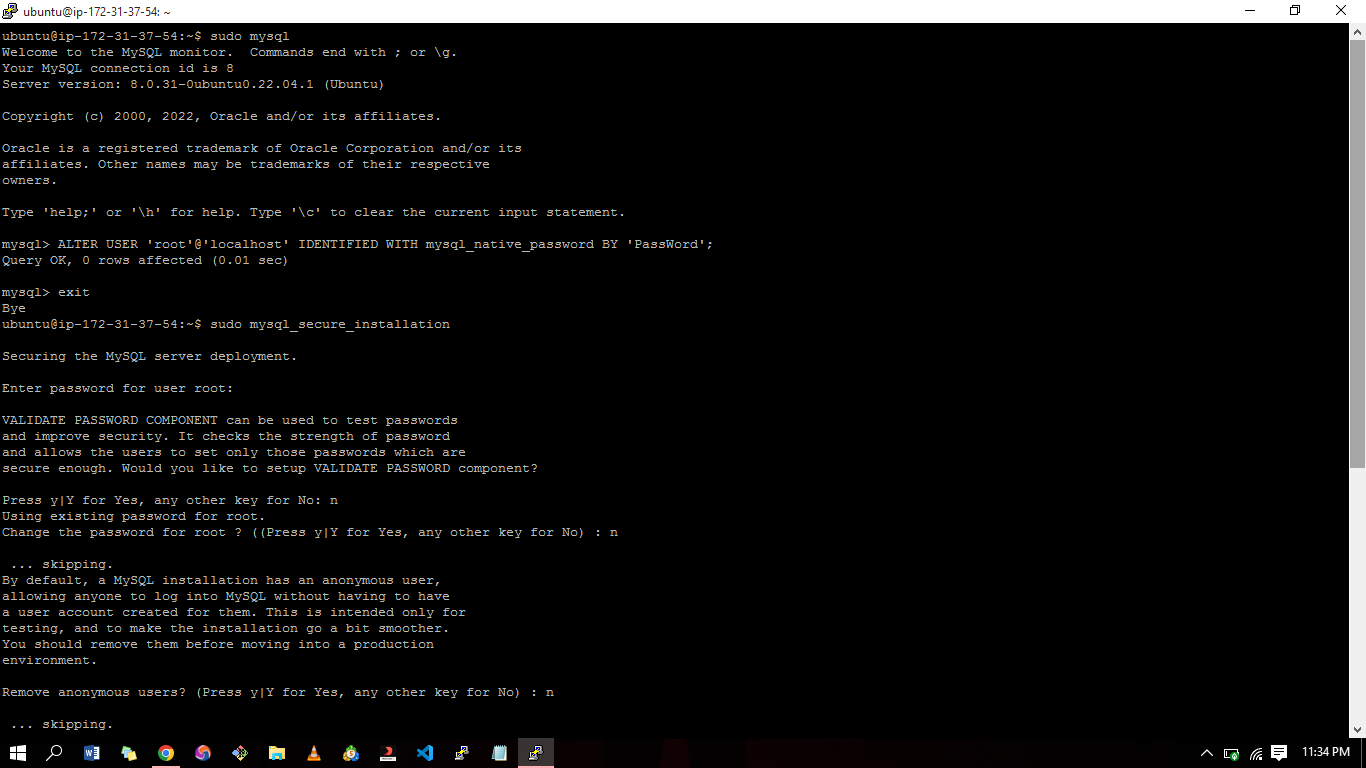 ubuntu@ip-172-31-37-54: ~
ubuntu@ip-172-31-37-54:~$ sudo mysql
Welcome to the MySQL monitor.  Commands end with ; or \g.
Your MySQL connection id is 8
Server version: 8.0.31-0ubuntu0.22.04.1 (Ubuntu)
Copyright (c) 2000, 2022, Oracle and/or its affiliates.
Oracle is a registered trademark of Oracle Corporation and/or its
affiliates. Other names may be trademarks of their respective
owners.
Type 'help;' or '\h' for help. Type '\c' to clear the current input statement.
mysql> ALTER USER 'root'@'localhost' IDENTIFIED WITH mysql_native_password BY 'PassWord';
Query OK, 0 rows affected (0.01 sec)
mysql> exit
Bye
ubuntu@ip-172-31-37-54:~$ sudo mysql_secure_installation
Securing the MySQL server deployment.
Enter password for user root:
VALIDATE PASSWORD COMPONENT can be used to test passwords
and improve security. It checks the strength of password
and allows the users to set only those passwords which are
secure enough. Would you like to setup VALIDATE PASSWORD component?
Press y|Y for Yes, any other key for No: n
Using existing password for root.
Change the password for root ? ((Press y|Y for Yes, any other key for No) : n
 ... skipping.
By default, a MySQL installation has an anonymous user,
allowing anyone to log into MySQL without having to have
a user account created for them. This is intended only for
testing, and to make the installation go a bit smoother.
You should remove them before moving into a production
environment.
Remove anonymous users? (Press y|Y for Yes, any other key for No) : n
 ... skipping.
11:34 PM